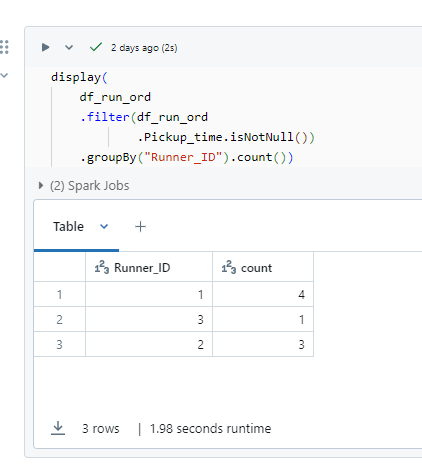 2 days ago (2s)
display(
df_run_ord
.filter(df_run_ord
.Pickup_time.isNotNull())
.groupBy("Runner_ID").count())
(2) Spark Jobs
Table
123 Runner_ID 123 count
1 1 4
2 3 1
3 2 3
3 rows | 1.98 seconds runtime